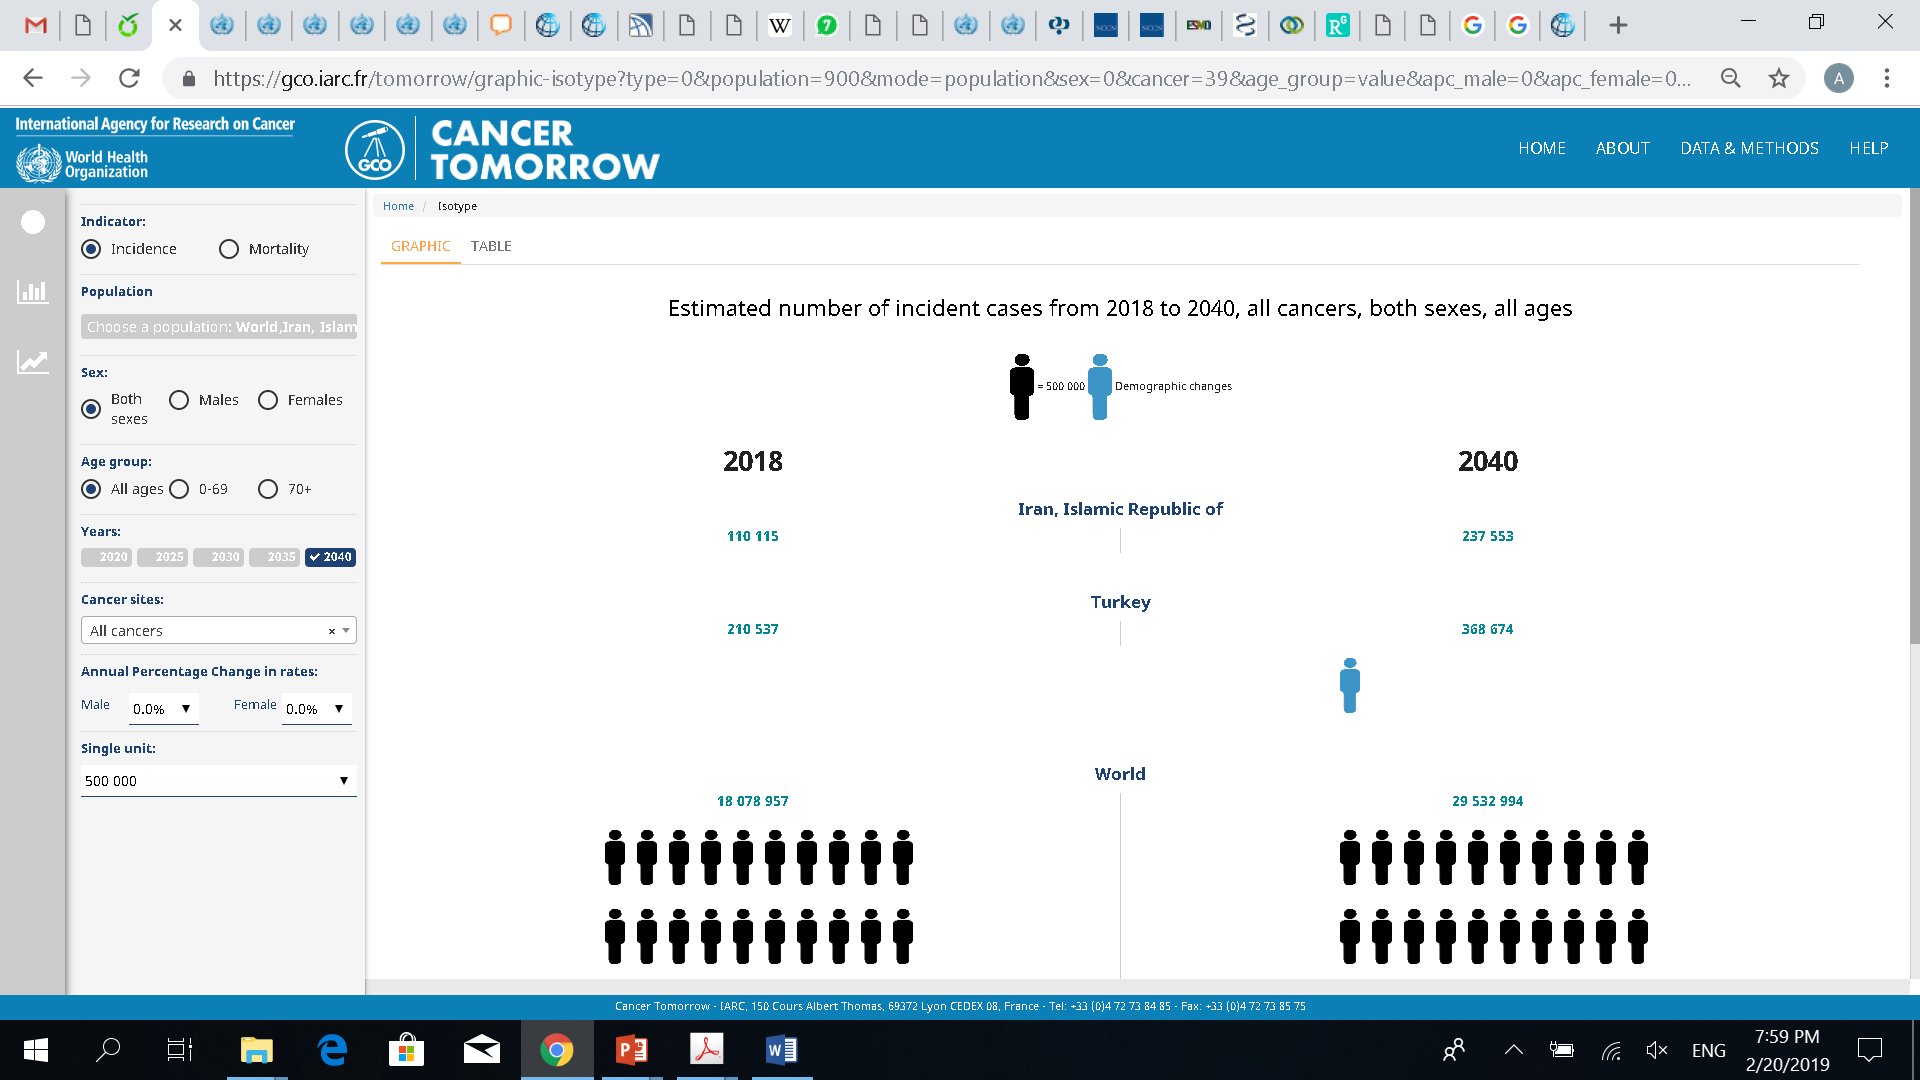 https://gco.iarc.fr/tomorrow/graphic-isotype?type=0&population=900&mode=population&sex=0&cancer=39&age_group=value&apc_male=0&apc_female=0...
A
International Agency for Research on Cancer
World Health
Organization
GCO
CANCER
TOMORROW
HOME ABOUT DATA & METHODS HELP
Indicator:
Incidence Mortality
Population
Choose a population: World,Iran, Islam
Sex:
Both sexes Males Females
Age group:
All ages 0-69 70+
Years:
2020 2025 2030 2035 2040
Cancer sites:
All cancers × 
Annual Percentage Change in rates:
Male 0.0% Female 0.0%
Single unit:
500 000
Home / Isotype
GRAPHIC TABLE
Estimated number of incident cases from 2018 to 2040, all cancers, both sexes, all ages
= 500 000 Demographic changes
2018 2040
Iran, Islamic Republic of
110 115 237 553
Turkey
210 537 368 674
World
18 078 957 29 532 994
Cancer Tomorrow - IARC, 150 Cours Albert Thomas, 69372 Lyon CEDEX 08, France - Tel: +33 (0)4 72 73 84 85 - Fax: +33 (0)4 72 73 85 75
ENG
7:59 PM
2/20/2019